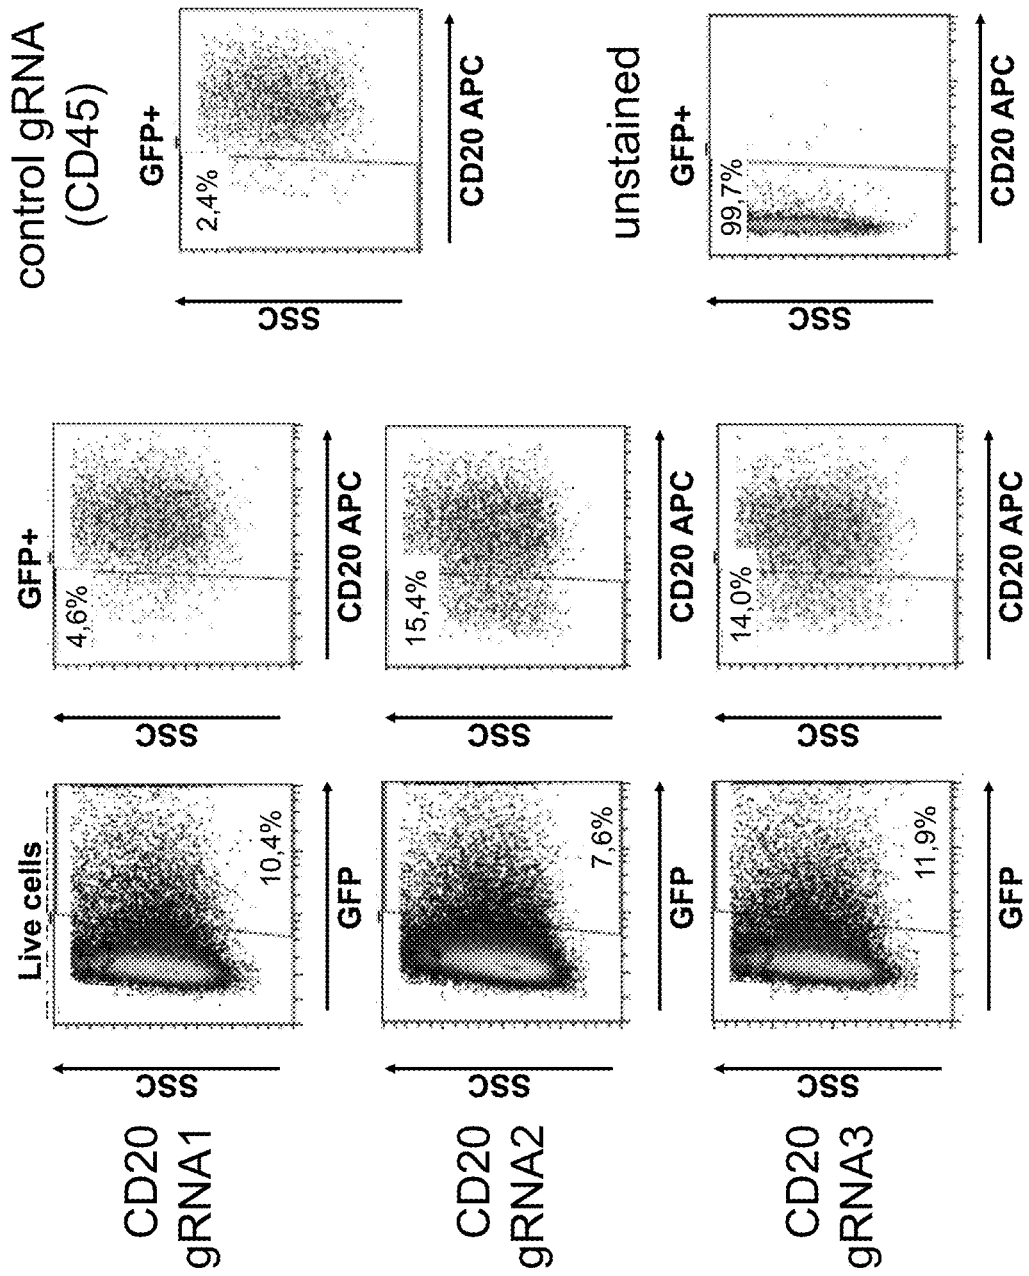 Live cells
GFP+
control gRNA
(CD45)
CD20
gRNA1
SSC
10,4%
GFP
SSC
4,6%
CD20 APC
GFP+
SSC
2,4%
CD20 APC
CD20
gRNA2
SSC
7,6%
GFP
SSC
15,4%
CD20 APC
unstained
GFP+
SSC
99,7%
CD20 APC
CD20
gRNA3
SSC
11,9%
GFP
SSC
14,0%
CD20 APC